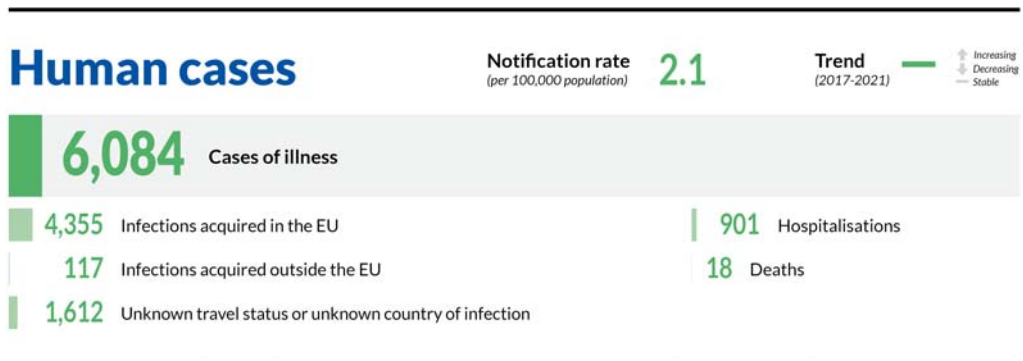 Human cases
Notification rate
(per 100,000 population)
2.1
Trend
(2017-2021)
Increasing
Decreasing
Stable
6,084 Cases of illness
4,355 Infections acquired in the EU
117 Infections acquired outside the EU
1,612 Unknown travel status or unknown country of infection
901 Hospitalisations
18 Deaths